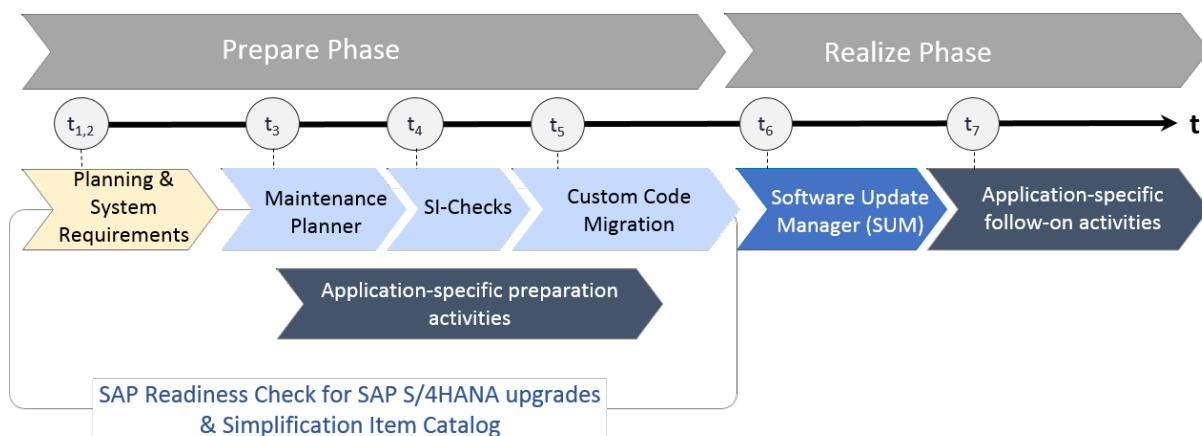 Prepare Phase
Realize Phase
t1,2
t3
t4
t5
t6
t7
t
Planning &
System
Requirements
Maintenance
Planner
SI-Checks
Custom Code
Migration
Software Update
Manager (SUM)
Application-specific
follow-on activities
Application-specific preparation
activities
SAP Readiness Check for SAP S/4HANA upgrades
& Simplification Item Catalog